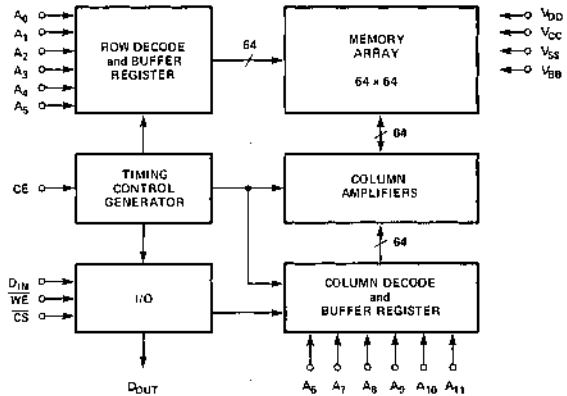 A0
A1
A2
A3
A4
A5
ROW DECODE
and BUFFER
REGISTER
64
MEMORY
ARRAY
64 x 64
VDD
VCC
VSS
VBB
64
CE
TIMING
CONTROL
GENERATOR
COLUMN
AMPLIFIERS
64
DIN
WE
CS
I/O
COLUMN DECODE
and
BUFFER REGISTER
DOUT
A6
A7
A8
A9
A10
A11